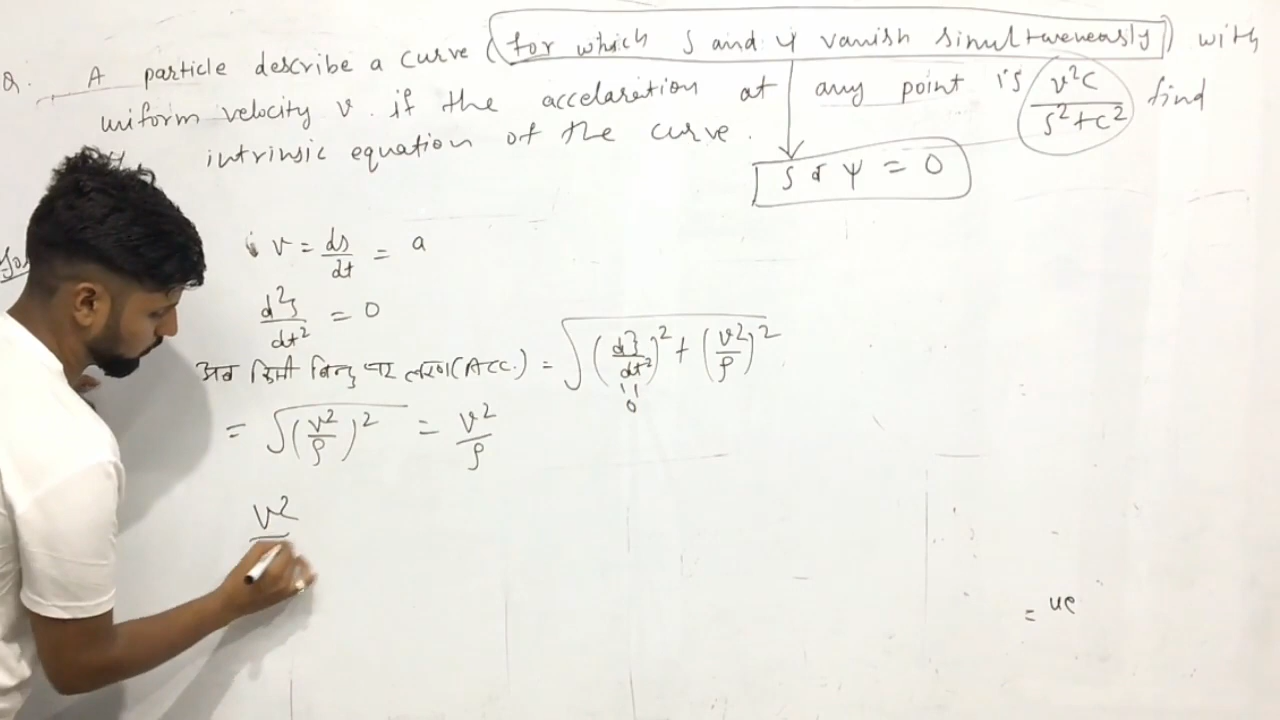 Q. A particle describe a curve (for which s and ψ vanish simultweneasly) with
uniform velocity v. if the accelaration at any point is v²c/s²+c² find
intrinsic equation of the curve.
s व ψ = 0
v = ds/dt = a
d²s/dt² = 0
अब किसी बिन्दु पर त्वरण (Acc.) = √(d²s/dt²)² + (v²/ρ)²
॥
0
= √(v²/ρ)² = v²/ρ
v²
=